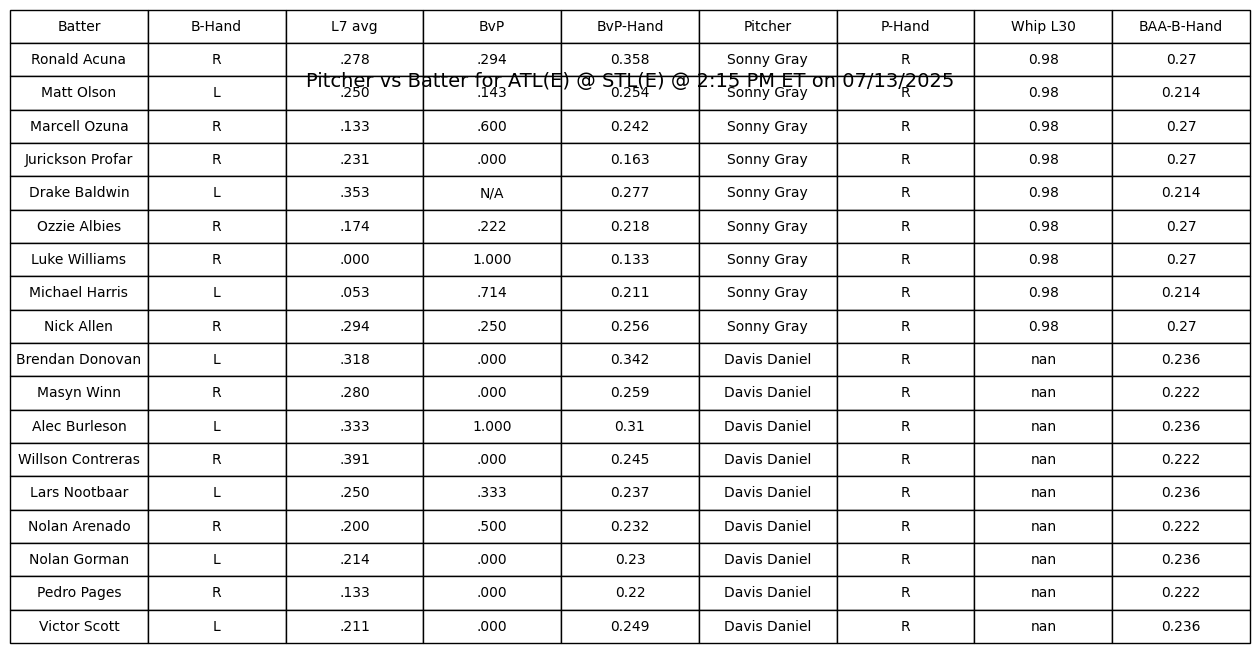 Batter B-Hand L7 avg BvP BvP-Hand Pitcher P-Hand Whip L30 BAA-B-Hand
Ronald Acuna R .278 .294 0.358 Sonny Gray R 0.98 0.27
Pitcher vs Batter for ATL(E) @ STL(E) @ 2:15 PM ET on 07/13/2025
Matt Olson L .250 .143 0.254 Sonny Gray R 0.98 0.214
Marcell Ozuna R .133 .600 0.242 Sonny Gray R 0.98 0.27
Jurickson Profar R .231 .000 0.163 Sonny Gray R 0.98 0.27
Drake Baldwin L .353 N/A 0.277 Sonny Gray R 0.98 0.214
Ozzie Albies R .174 .222 0.218 Sonny Gray R 0.98 0.27
Luke Williams R .000 1.000 0.133 Sonny Gray R 0.98 0.27
Michael Harris L .053 .714 0.211 Sonny Gray R 0.98 0.214
Nick Allen R .294 .250 0.256 Sonny Gray R 0.98 0.27
Brendan Donovan L .318 .000 0.342 Davis Daniel R nan 0.236
Masyn Winn R .280 .000 0.259 Davis Daniel R nan 0.222
Alec Burleson L .333 1.000 0.31 Davis Daniel R nan 0.236
Willson Contreras R .391 .000 0.245 Davis Daniel R nan 0.222
Lars Nootbaar L .250 .333 0.237 Davis Daniel R nan 0.236
Nolan Arenado R .200 .500 0.232 Davis Daniel R nan 0.222
Nolan Gorman L .214 .000 0.23 Davis Daniel R nan 0.236
Pedro Pages R .133 .000 0.22 Davis Daniel R nan 0.222
Victor Scott L .211 .000 0.249 Davis Daniel R nan 0.236